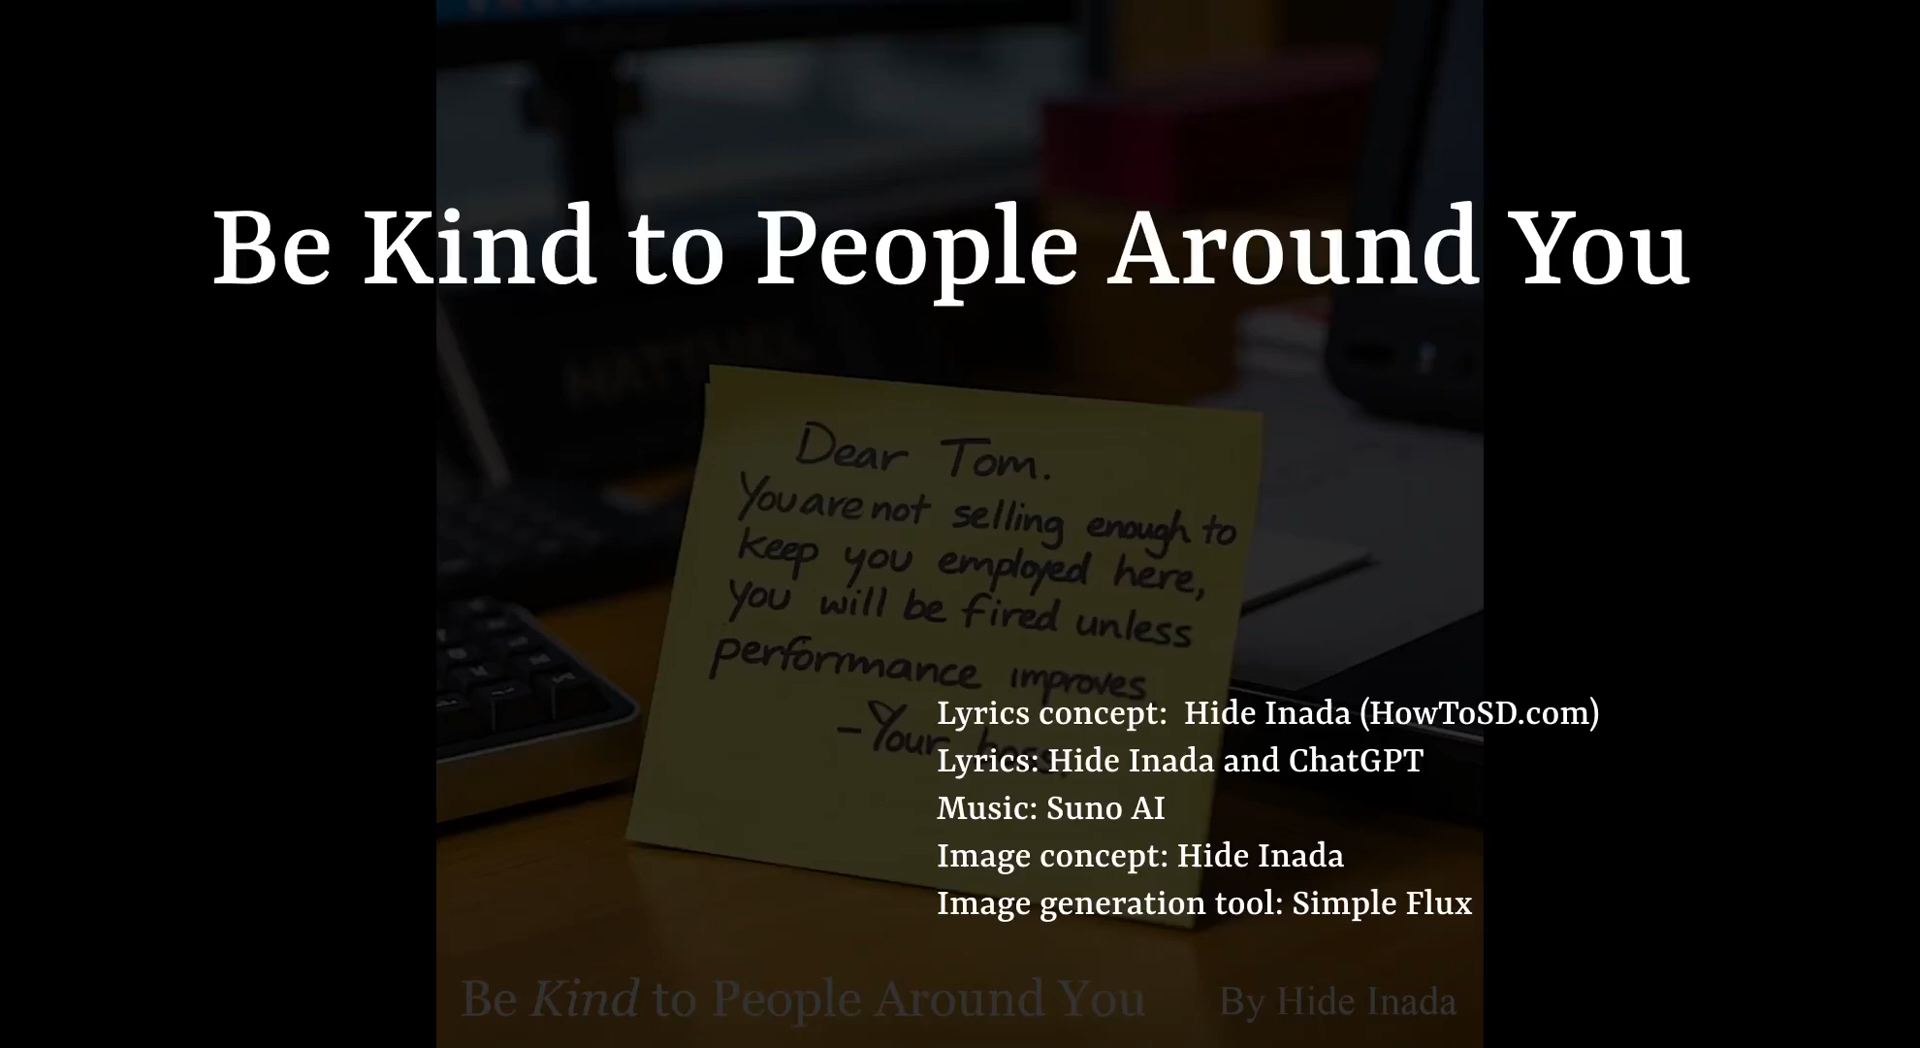 Be Kind to People Around You
Dear Tom.
You are not selling enough to
keep you employed here,
you will be fired unless
performance improves.
-Your boss.
Lyrics concept:  Hide Inada (HowToSD.com)
Lyrics: Hide Inada and ChatGPT
Music: Suno AI
Image concept: Hide Inada
Image generation tool: Simple Flux
Be Kind to People Around You
By Hide Inada